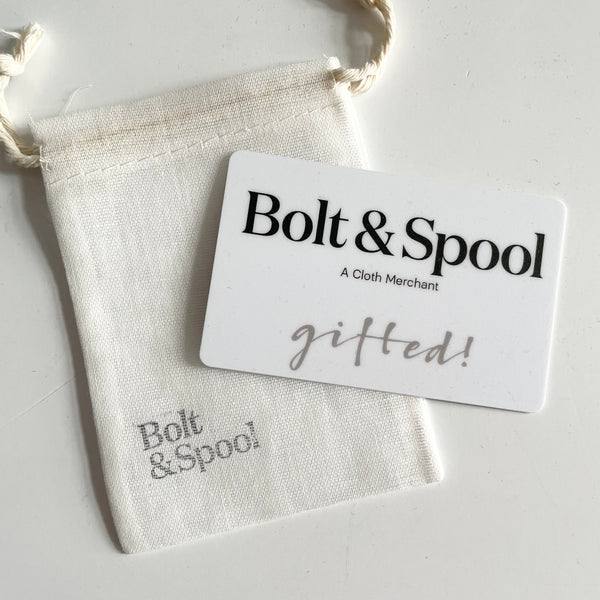 Bolt & Spool
A Cloth Merchant
gifted!
Bolt
& Spool